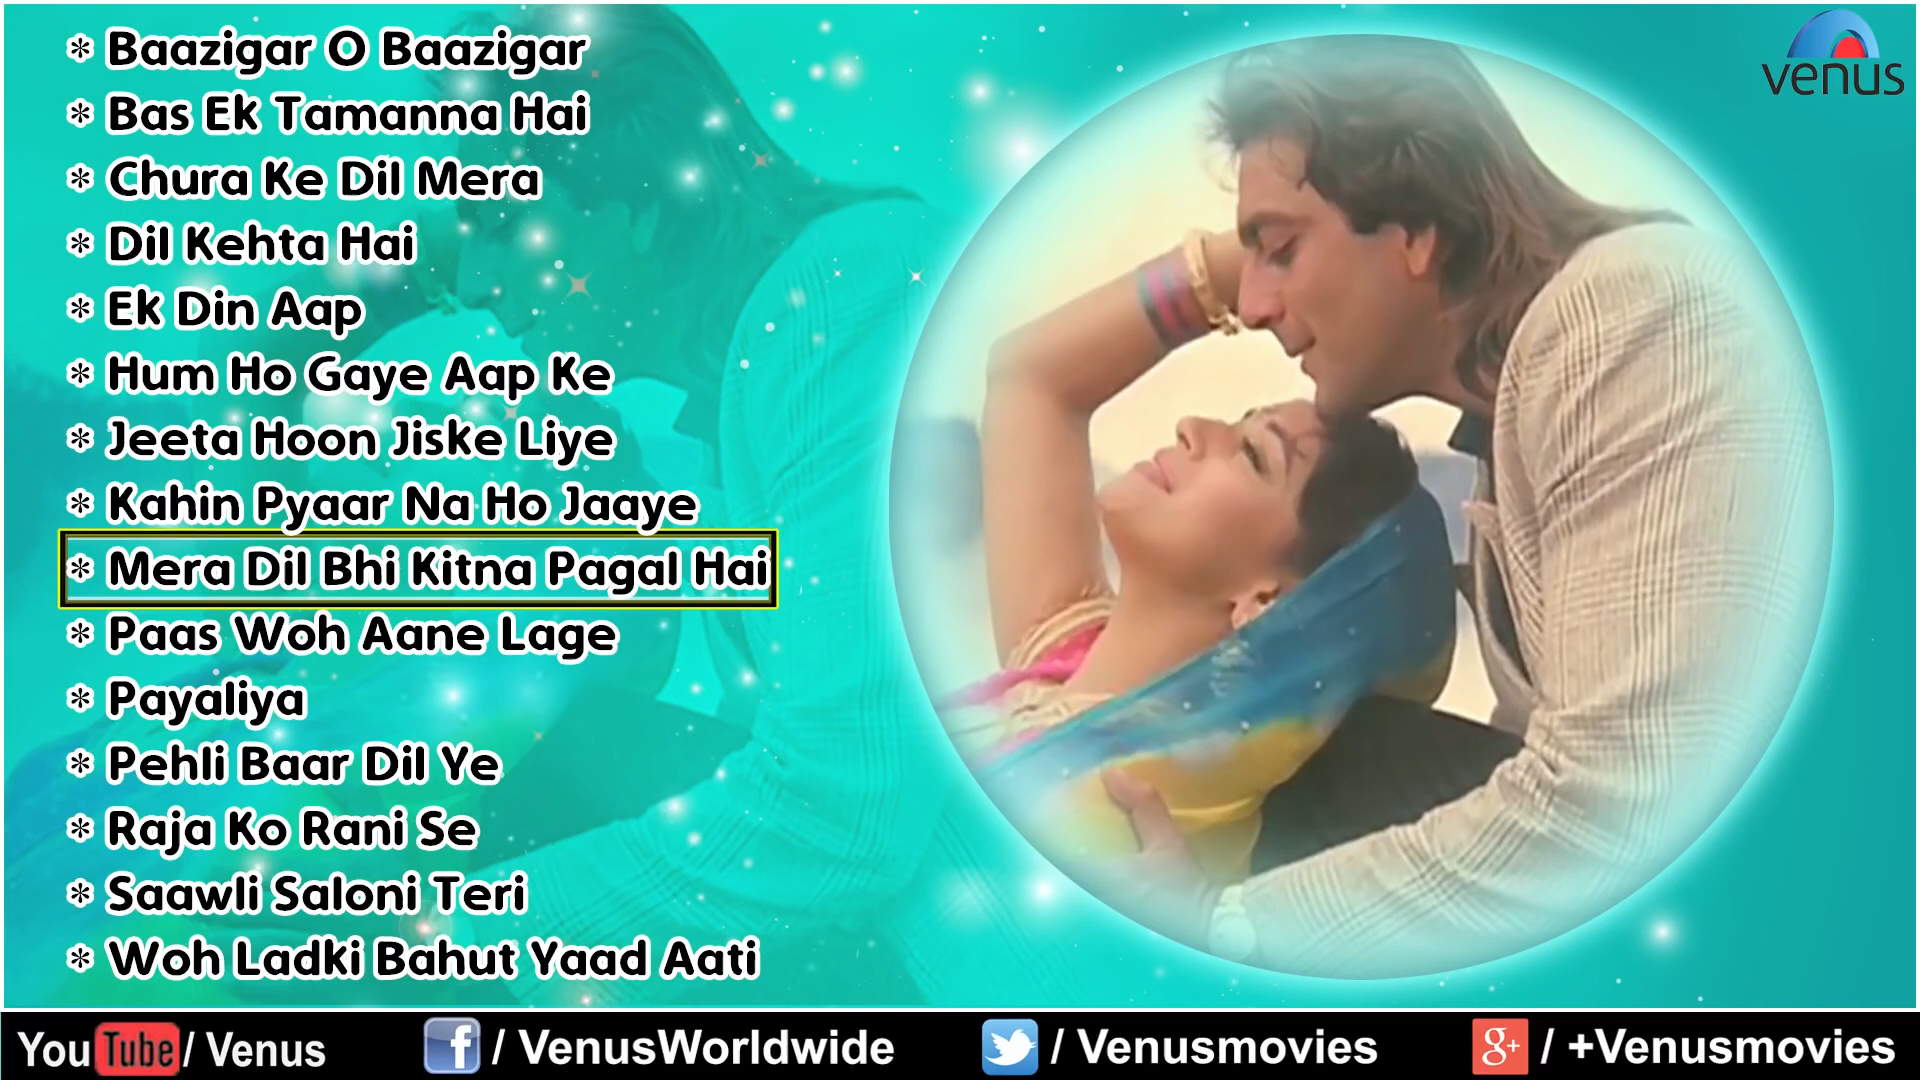 * Baazigar O Baazigar
* Bas Ek Tamanna Hai
* Chura Ke Dil Mera
* Dil Kehta Hai
* Ek Din Aap
* Hum Ho Gaye Aap Ke
* Jeeta Hoon Jiske Liye
* Kahin Pyaar Na Ho Jaaye
* Mera Dil Bhi Kitna Pagal Hai
* Paas Woh Aane Lage
* Payaliya
* Pehli Baar Dil Ye
* Raja Ko Rani Se
* Saawli Saloni Teri
* Woh Ladki Bahut Yaad Aati
venus
YouTube / Venus
f / VenusWorldwide
/ Venusmovies
g+ / +Venusmovies